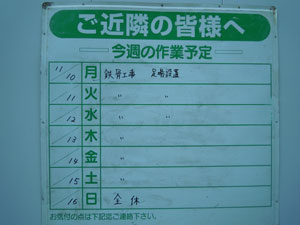 ご近隣の皆様へ
今週の作業予定
11/10 月 鉄骨工事 足場設置
11 火 〃 〃
12 水 〃 〃
13 木 〃
14 金 〃
15 土 〃
16 日 全休
お気付の点は下記迄ご連絡下さい。